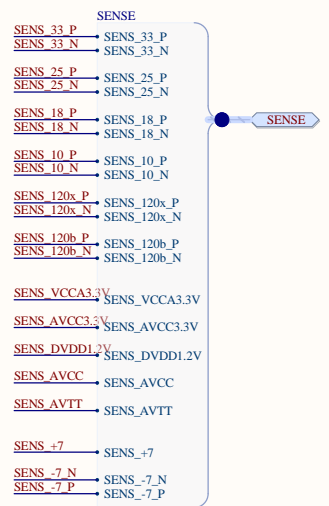 SENSE
SENS_33_P SENS_33_P
SENS_33_N SENS_33_N
SENS_25_P SENS_25_P
SENS_25_N SENS_25_N
SENS_18_P SENS_18_P
SENS_18_N SENS_18_N
SENSE
SENS_10_P SENS_10_P
SENS_10_N SENS_10_N
SENS_120x_P SENS_120x_P
SENS_120x_N SENS_120x_N
SENS_120b_P SENS_120b_P
SENS_120b_N SENS_120b_N
SENS_VCCA3.3V SENS_VCCA3.3V
SENS_AVCC3.3V SENS_AVCC3.3V
SENS_DVDD1.2V SENS_DVDD1.2V
SENS_AVCC SENS_AVCC
SENS_AVTT SENS_AVTT
SENS_+7 SENS_+7
SENS_-7_N SENS_-7_N
SENS_-7_P SENS_-7_P